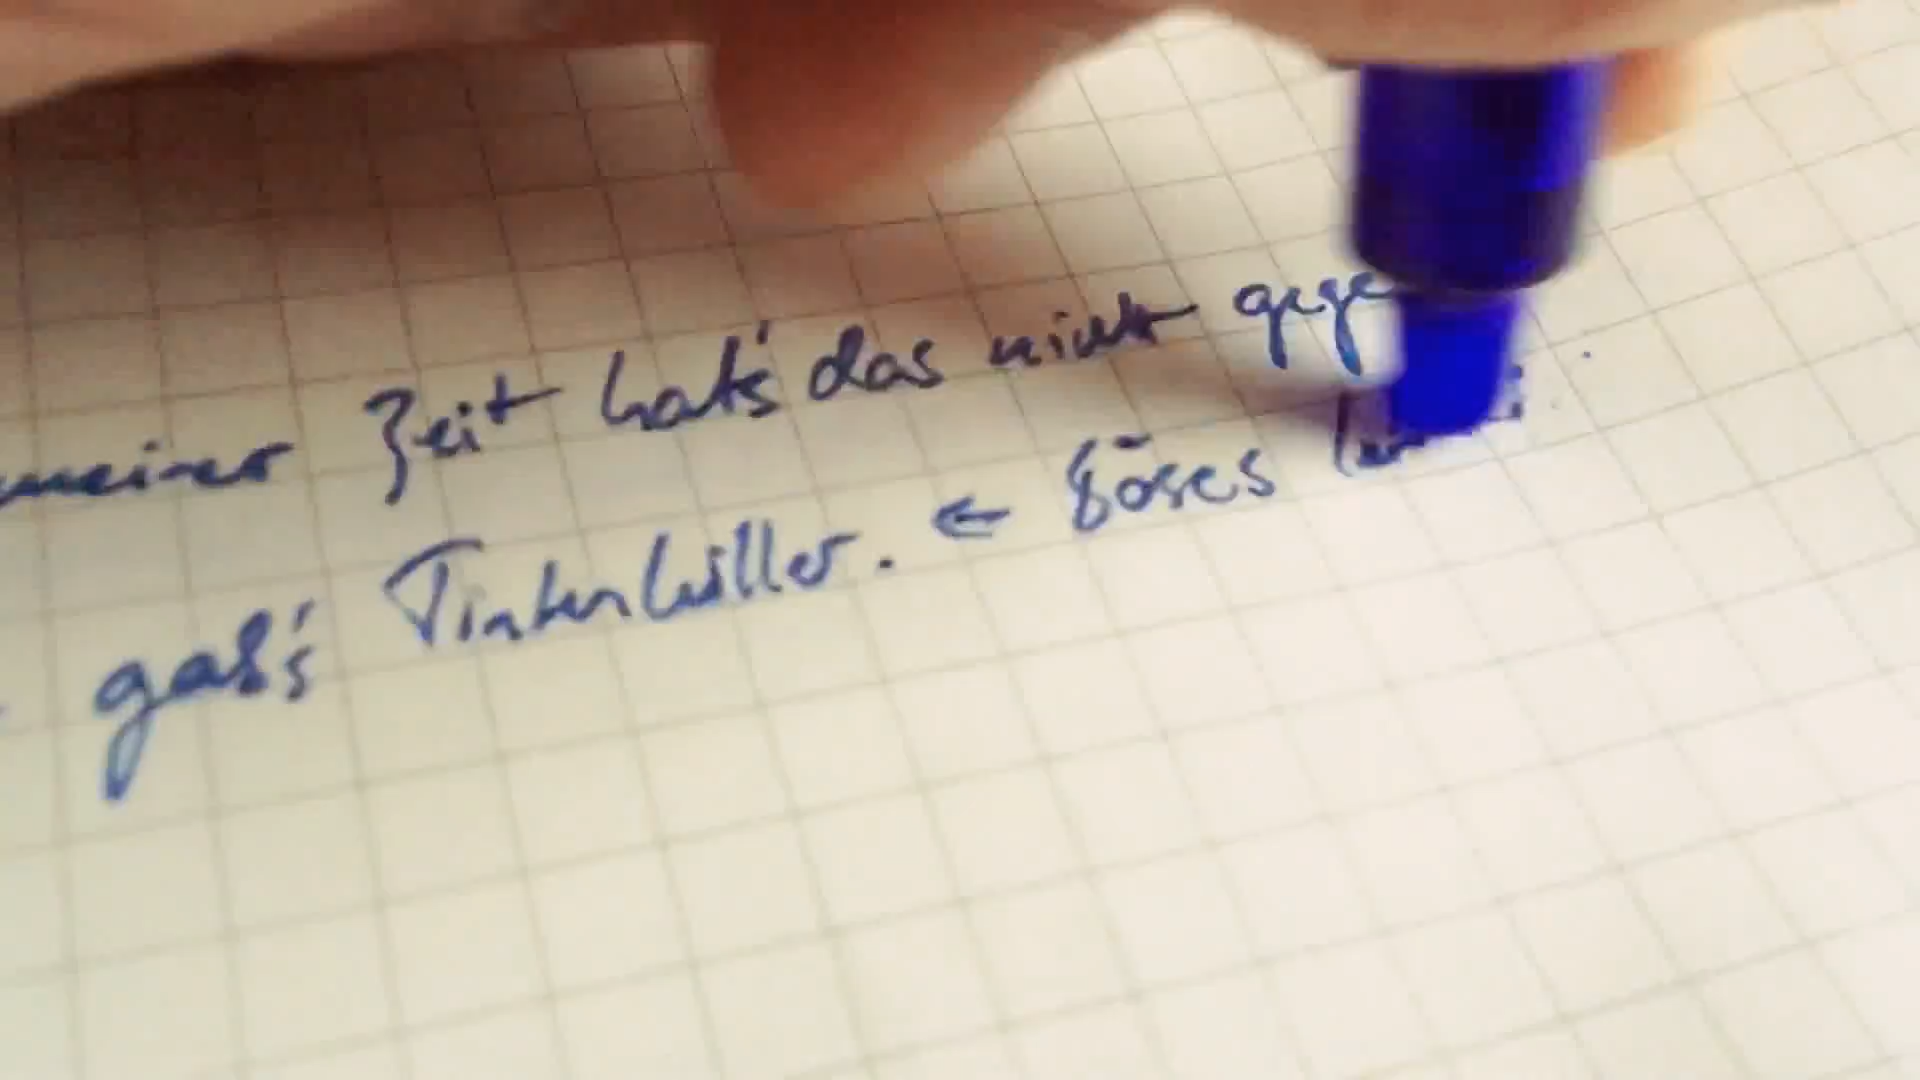 meiner Zeit hat's das nicht gege
gab's Tintenkiller. ← Böses